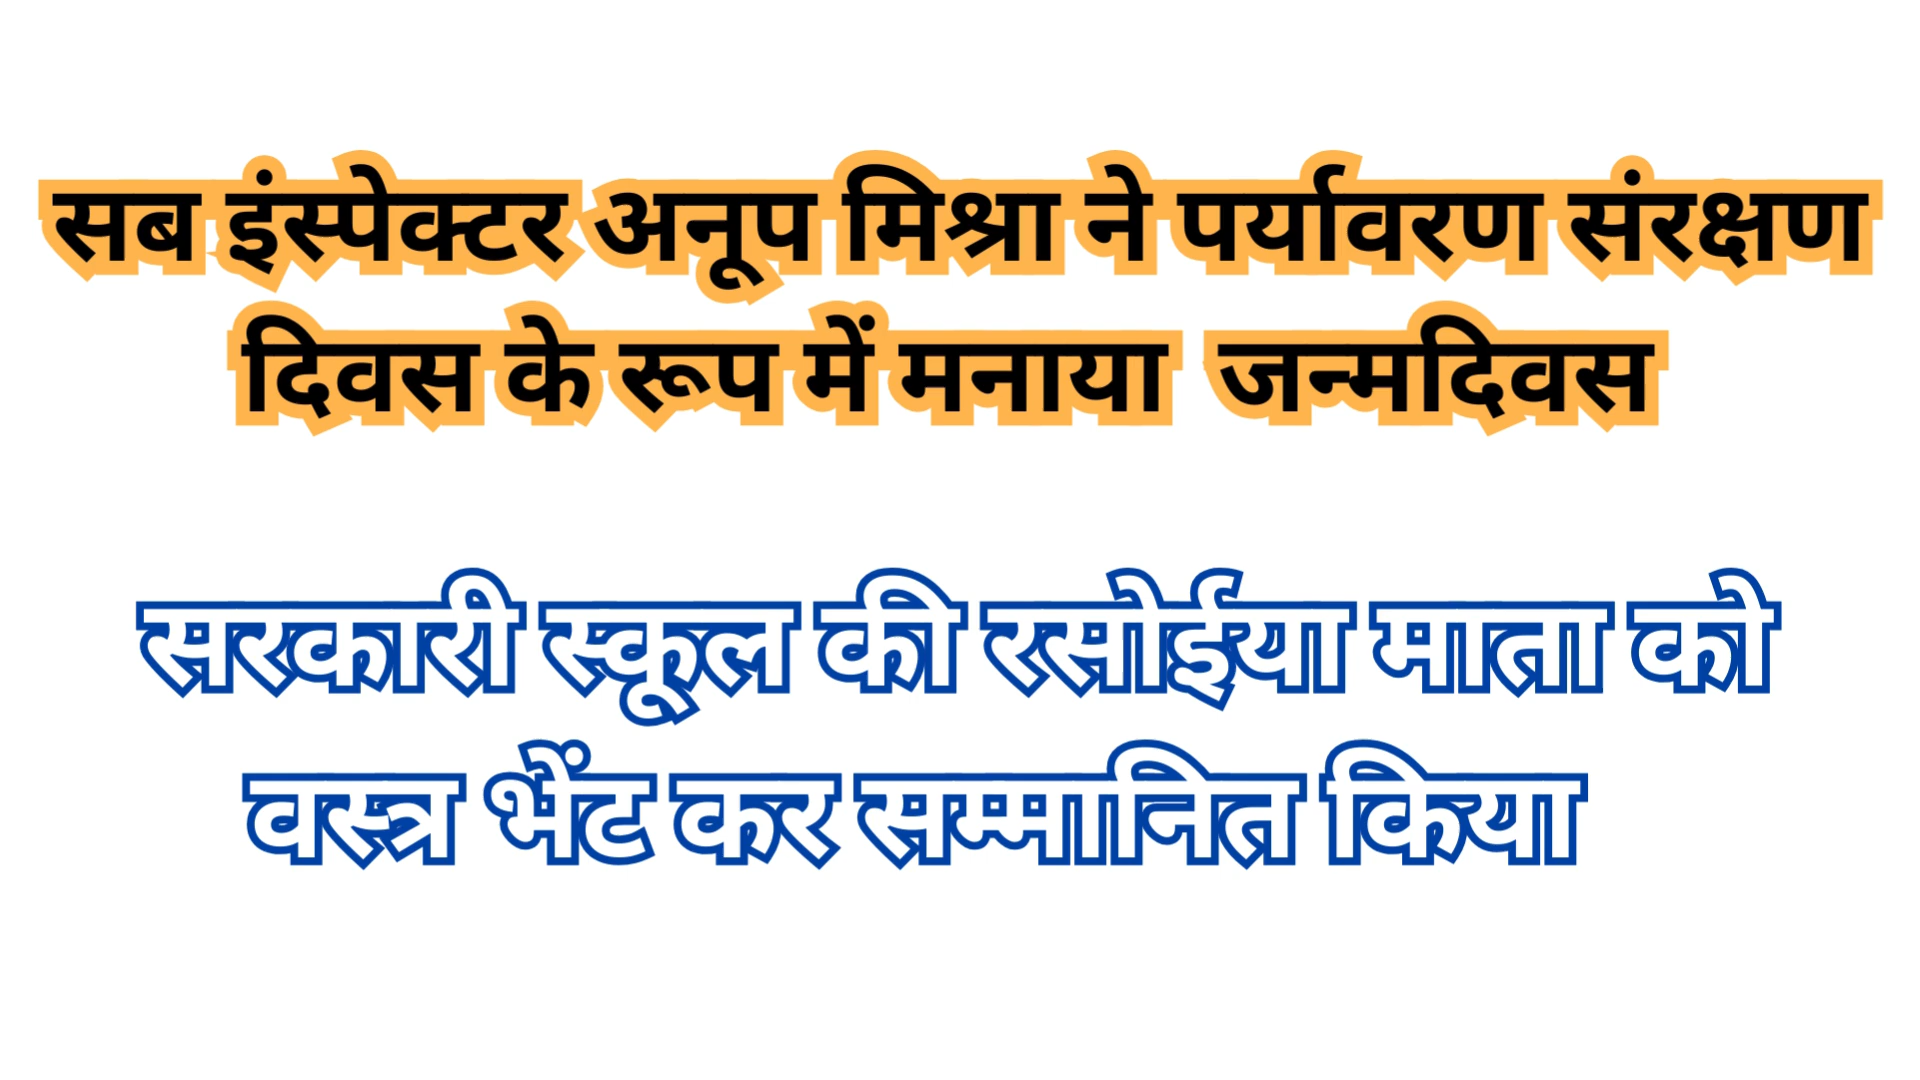 सब इंस्पेक्टर अनूप मिश्रा ने पर्यावरण संरक्षण
दिवस के रूप में मनाया जन्मदिवस
सरकारी स्कूल की रसोईया माता को
वस्त्र भेंट कर सम्मानित किया